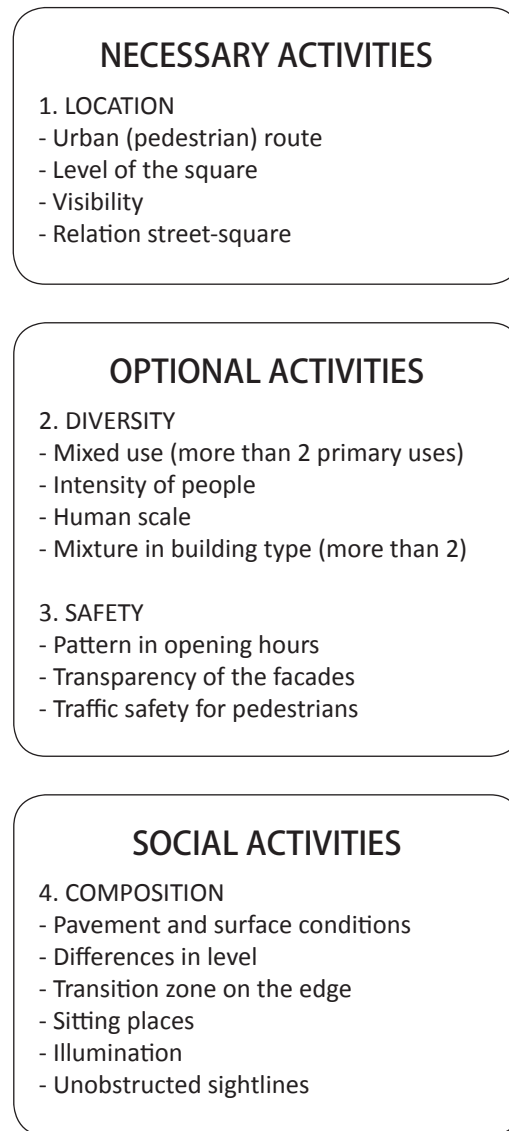 NECESSARY ACTIVITIES
1. LOCATION
- Urban (pedestrian) route
- Level of the square
- Visibility
- Relation street-square
OPTIONAL ACTIVITIES
2. DIVERSITY
- Mixed use (more than 2 primary uses)
- Intensity of people
- Human scale
- Mixture in building type (more than 2)
3. SAFETY
- Pattern in opening hours
- Transparency of the facades
- Traffic safety for pedestrians
SOCIAL ACTIVITIES
4. COMPOSITION
- Pavement and surface conditions
- Differences in level
- Transition zone on the edge
- Sitting places
- Illumination
- Unobstructed sightlines